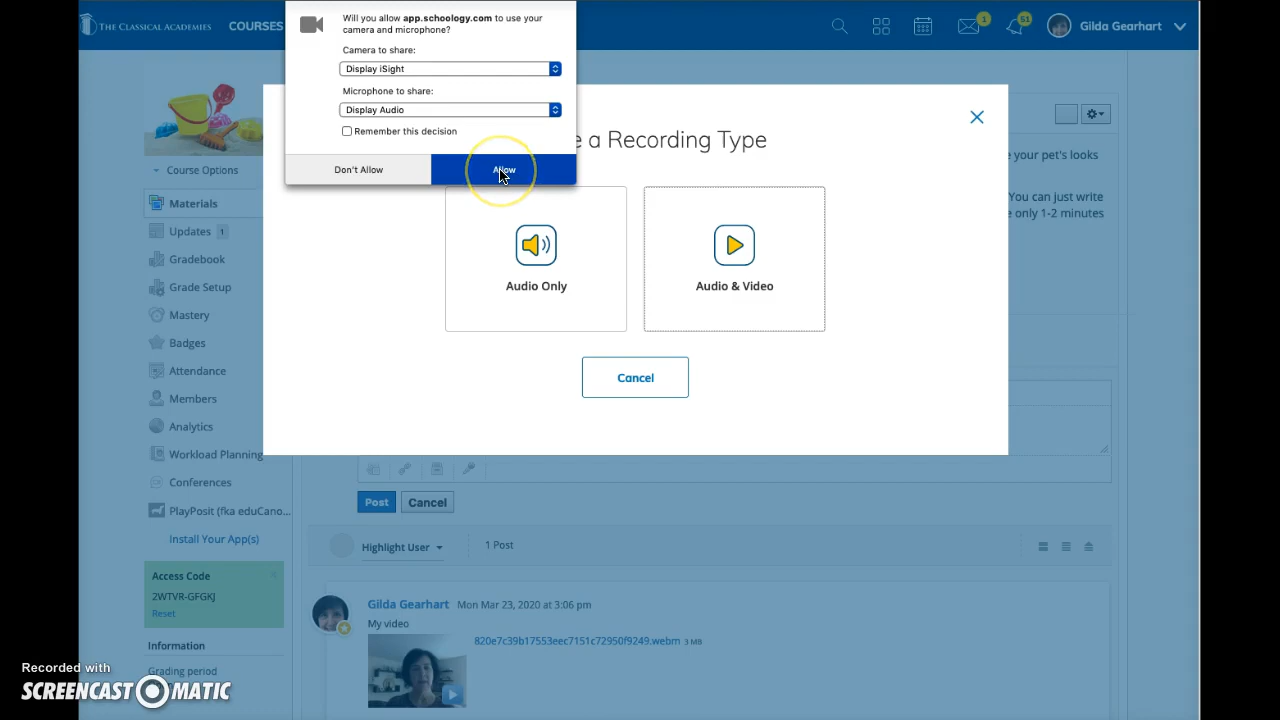 THE CLASSICAL ACADEMIES
COURSES
1
51
Gilda Gearhart
Will you allow app.schoology.com to use your
camera and microphone?
Camera to share:
Display iSight
Microphone to share:
Display Audio
Remember this decision
Don't Allow
Allow
e a Recording Type
Audio Only
Audio & Video
Cancel
Course Options
Materials
Updates 1
Gradebook
Grade Setup
Mastery
Badges
Attendance
Members
Analytics
Workload Planning
Conferences
PlayPosit (fka eduCano...
Install Your App(s)
Access Code
2WTVR-GFGKJ
Reset
Information
Grading period
your pet's looks
You can just write
e only 1-2 minutes
Post
Cancel
Highlight User
1 Post
Gilda Gearhart Mon Mar 23, 2020 at 3:06 pm
My video
820e7c39b17553eec7151c72950f9249.webm 3 MB
Recorded with
SCREENCAST O MATIC